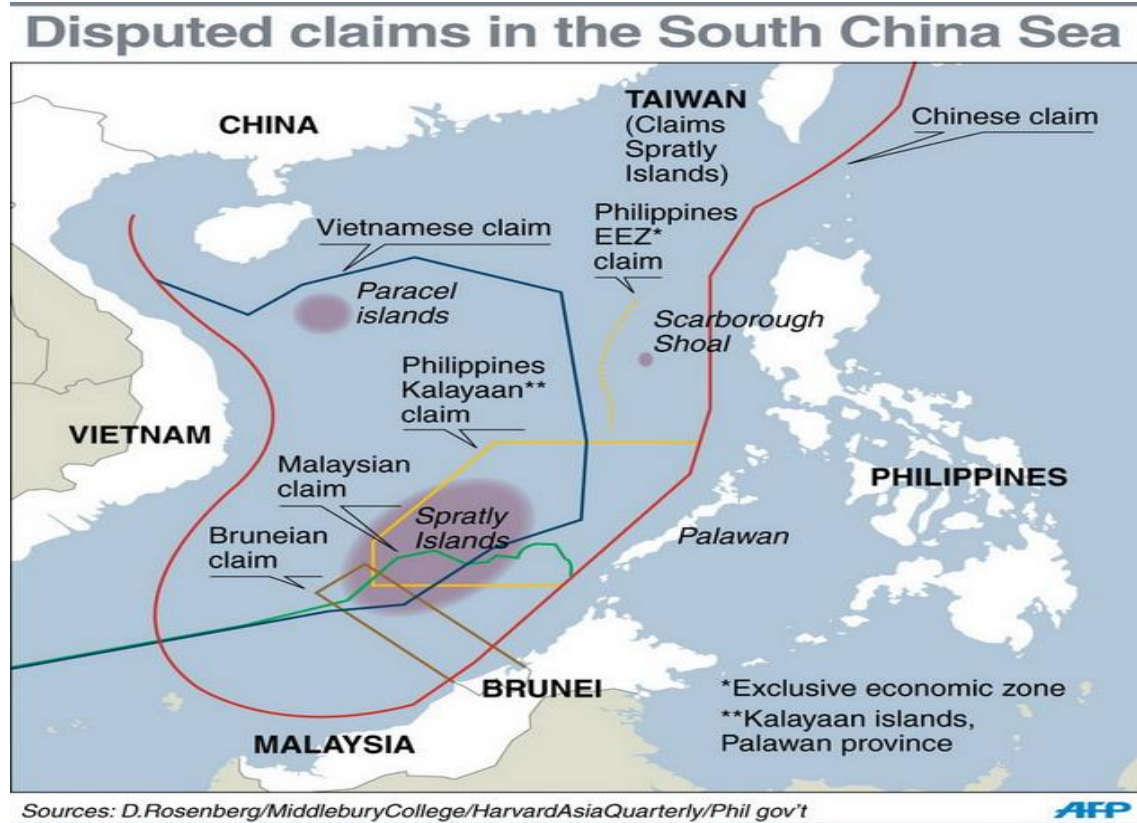 Disputed claims in the South China Sea
CHINA
TAIWAN
(Claims
Spratly
Islands)
Chinese claim
Vietnamese claim
Philippines
EEZ*
claim
Paracel
islands
Scarborough
Shoal
Philippines
Kalayaan**
claim
VIETNAM
Malaysian
claim
PHILIPPINES
Spratly
Islands
Bruneian
claim
Palawan
BRUNEI
MALAYSIA
*Exclusive economic zone
**Kalayaan islands,
Palawan province
Sources: D.Rosenberg/MiddleburyCollege/HarvardAsiaQuarterly/Phil gov't
AFP